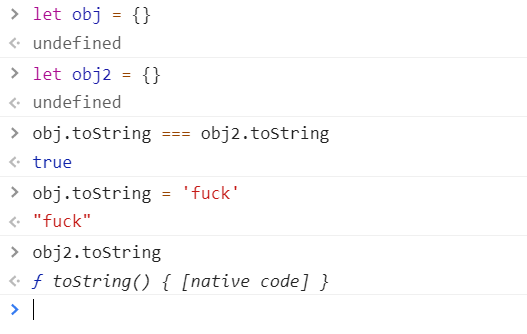 > let obj = {}
<· undefined
> let obj2 = {}
<· undefined
> obj.toString === obj2.toString
<· true
> obj.toString = 'fuck'
<· "fuck"
> obj2.toString
<· ƒ toString() { [native code] }
>